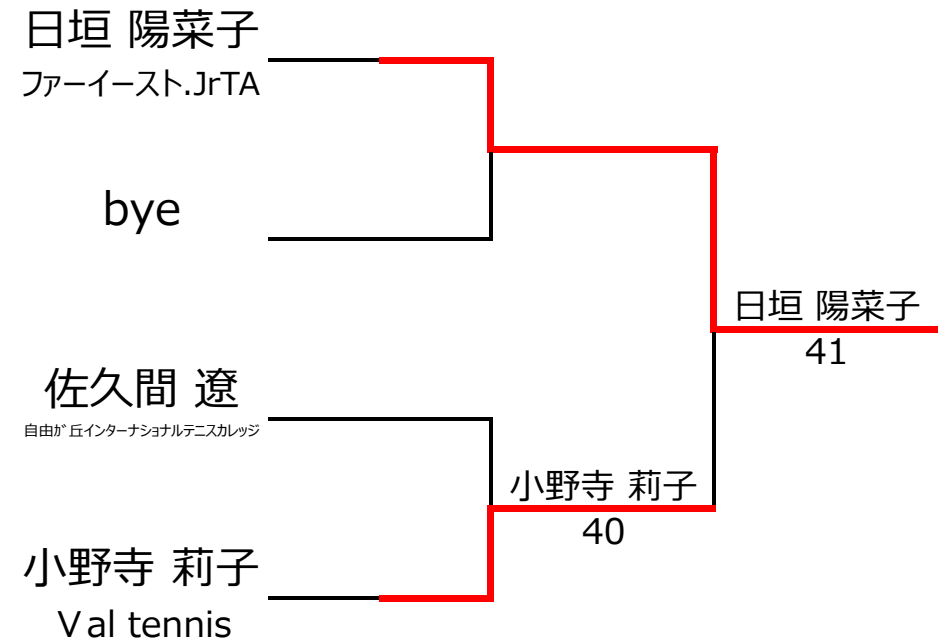 日垣 陽菜子
ファーイースト.JrTA
bye
日垣 陽菜子
41
佐久間 遼
自由が丘インターナショナルテニスカレッジ
小野寺 莉子
40
小野寺 莉子
Val tennis